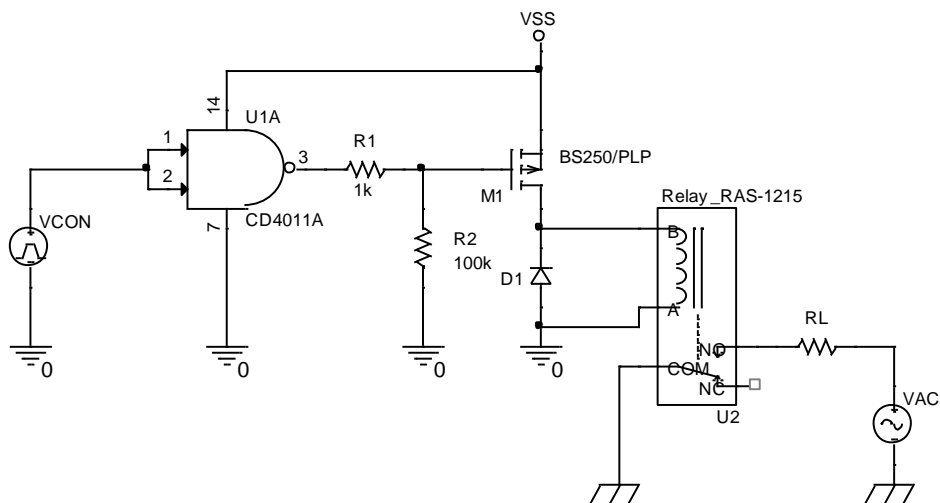 VSS
14
U1A
1
2
3
R1
1k
BS250/PLP
M1
CD4011A
7
VCON
R2
100k
Relay_RAS-1215
B
D1
A
RL
NO
COM
NC
U2
VAC
0
0
0
0